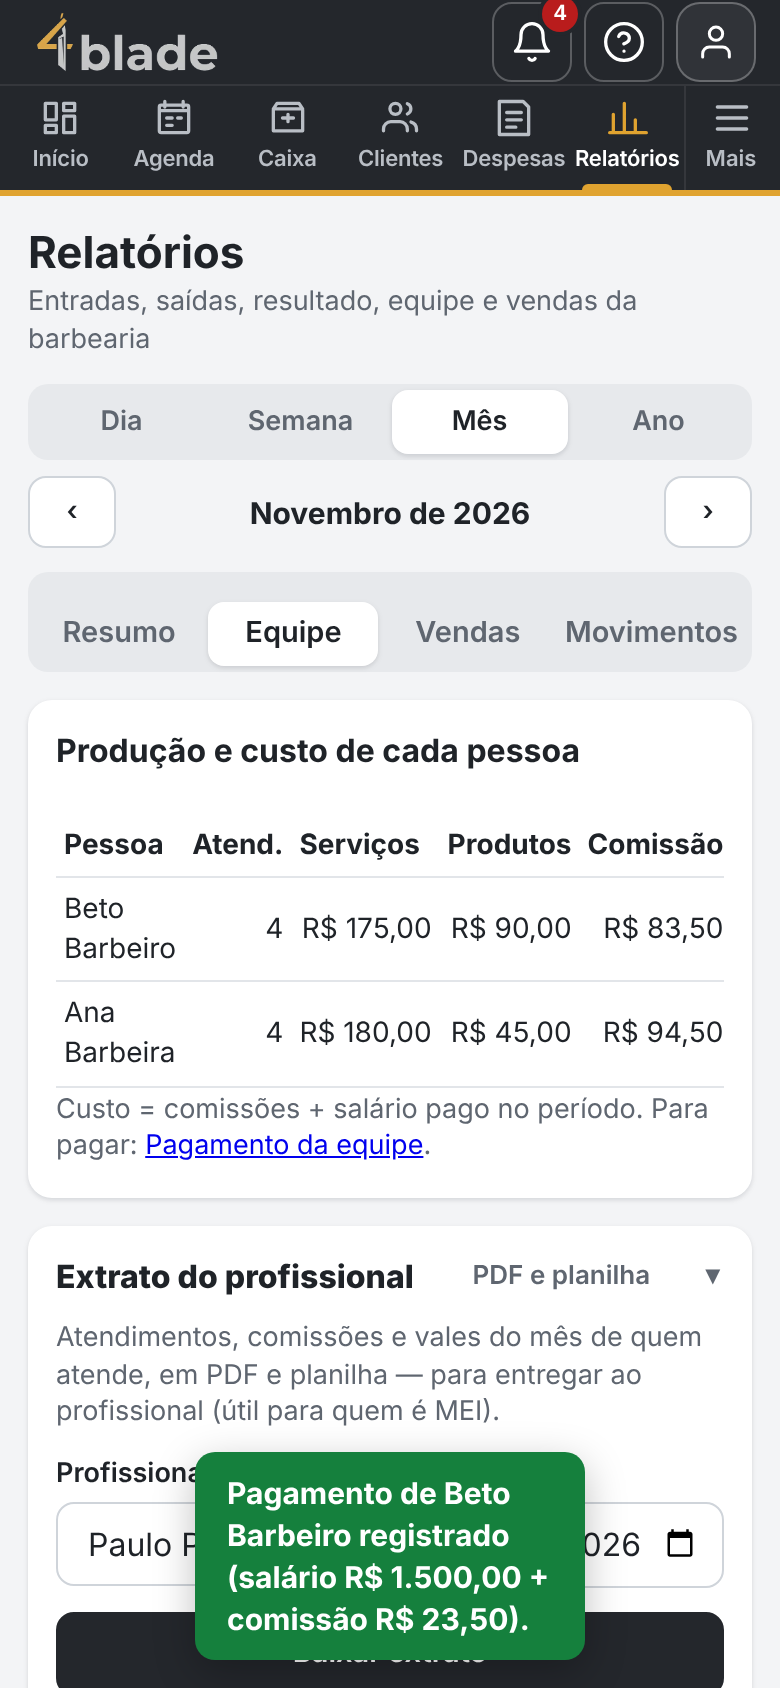 4blade
4
Início
Agenda
Caixa
Clientes
Despesas
Relatórios
Mais
Relatórios
Entradas, saídas, resultado, equipe e vendas da
barbearia
Dia Semana Mês Ano
‹ Novembro de 2026 ›
Resumo Equipe Vendas Movimentos
Produção e custo de cada pessoa
Pessoa Atend. Serviços Produtos Comissão
Beto
Barbeiro 4 R$ 175,00 R$ 90,00 R$ 83,50
Ana
Barbeira 4 R$ 180,00 R$ 45,00 R$ 94,50
Custo = comissões + salário pago no período. Para
pagar: Pagamento da equipe.
Extrato do profissional PDF e planilha ▼
Atendimentos, comissões e vales do mês de quem
atende, em PDF e planilha — para entregar ao
profissional (útil para quem é MEI).
Pagamento de Beto
Barbeiro registrado
(salário R$ 1.500,00 +
comissão R$ 23,50).
Paulo